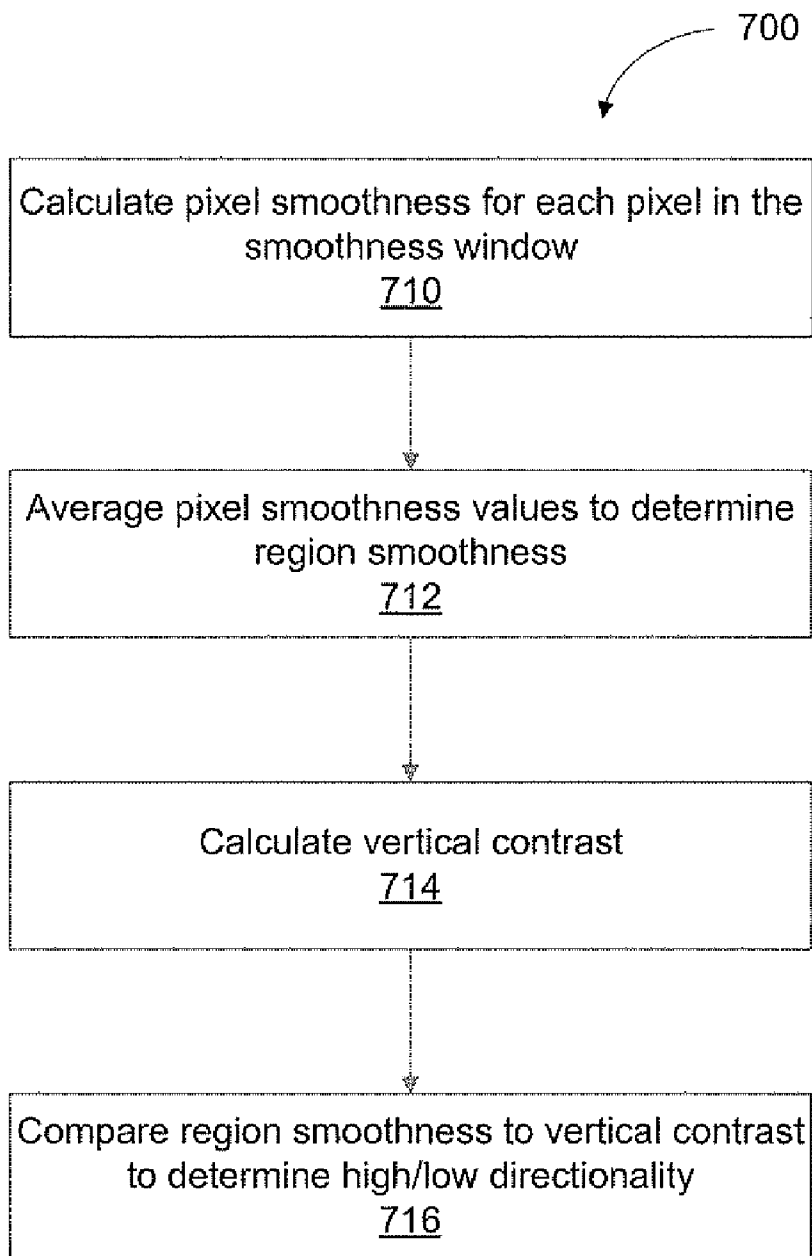 700
Calculate pixel smoothness for each pixel in the
smoothness window
710
Average pixel smoothness values to determine
region smoothness
712
Calculate vertical contrast
714
Compare region smoothness to vertical contrast
to determine high/low directionality
716